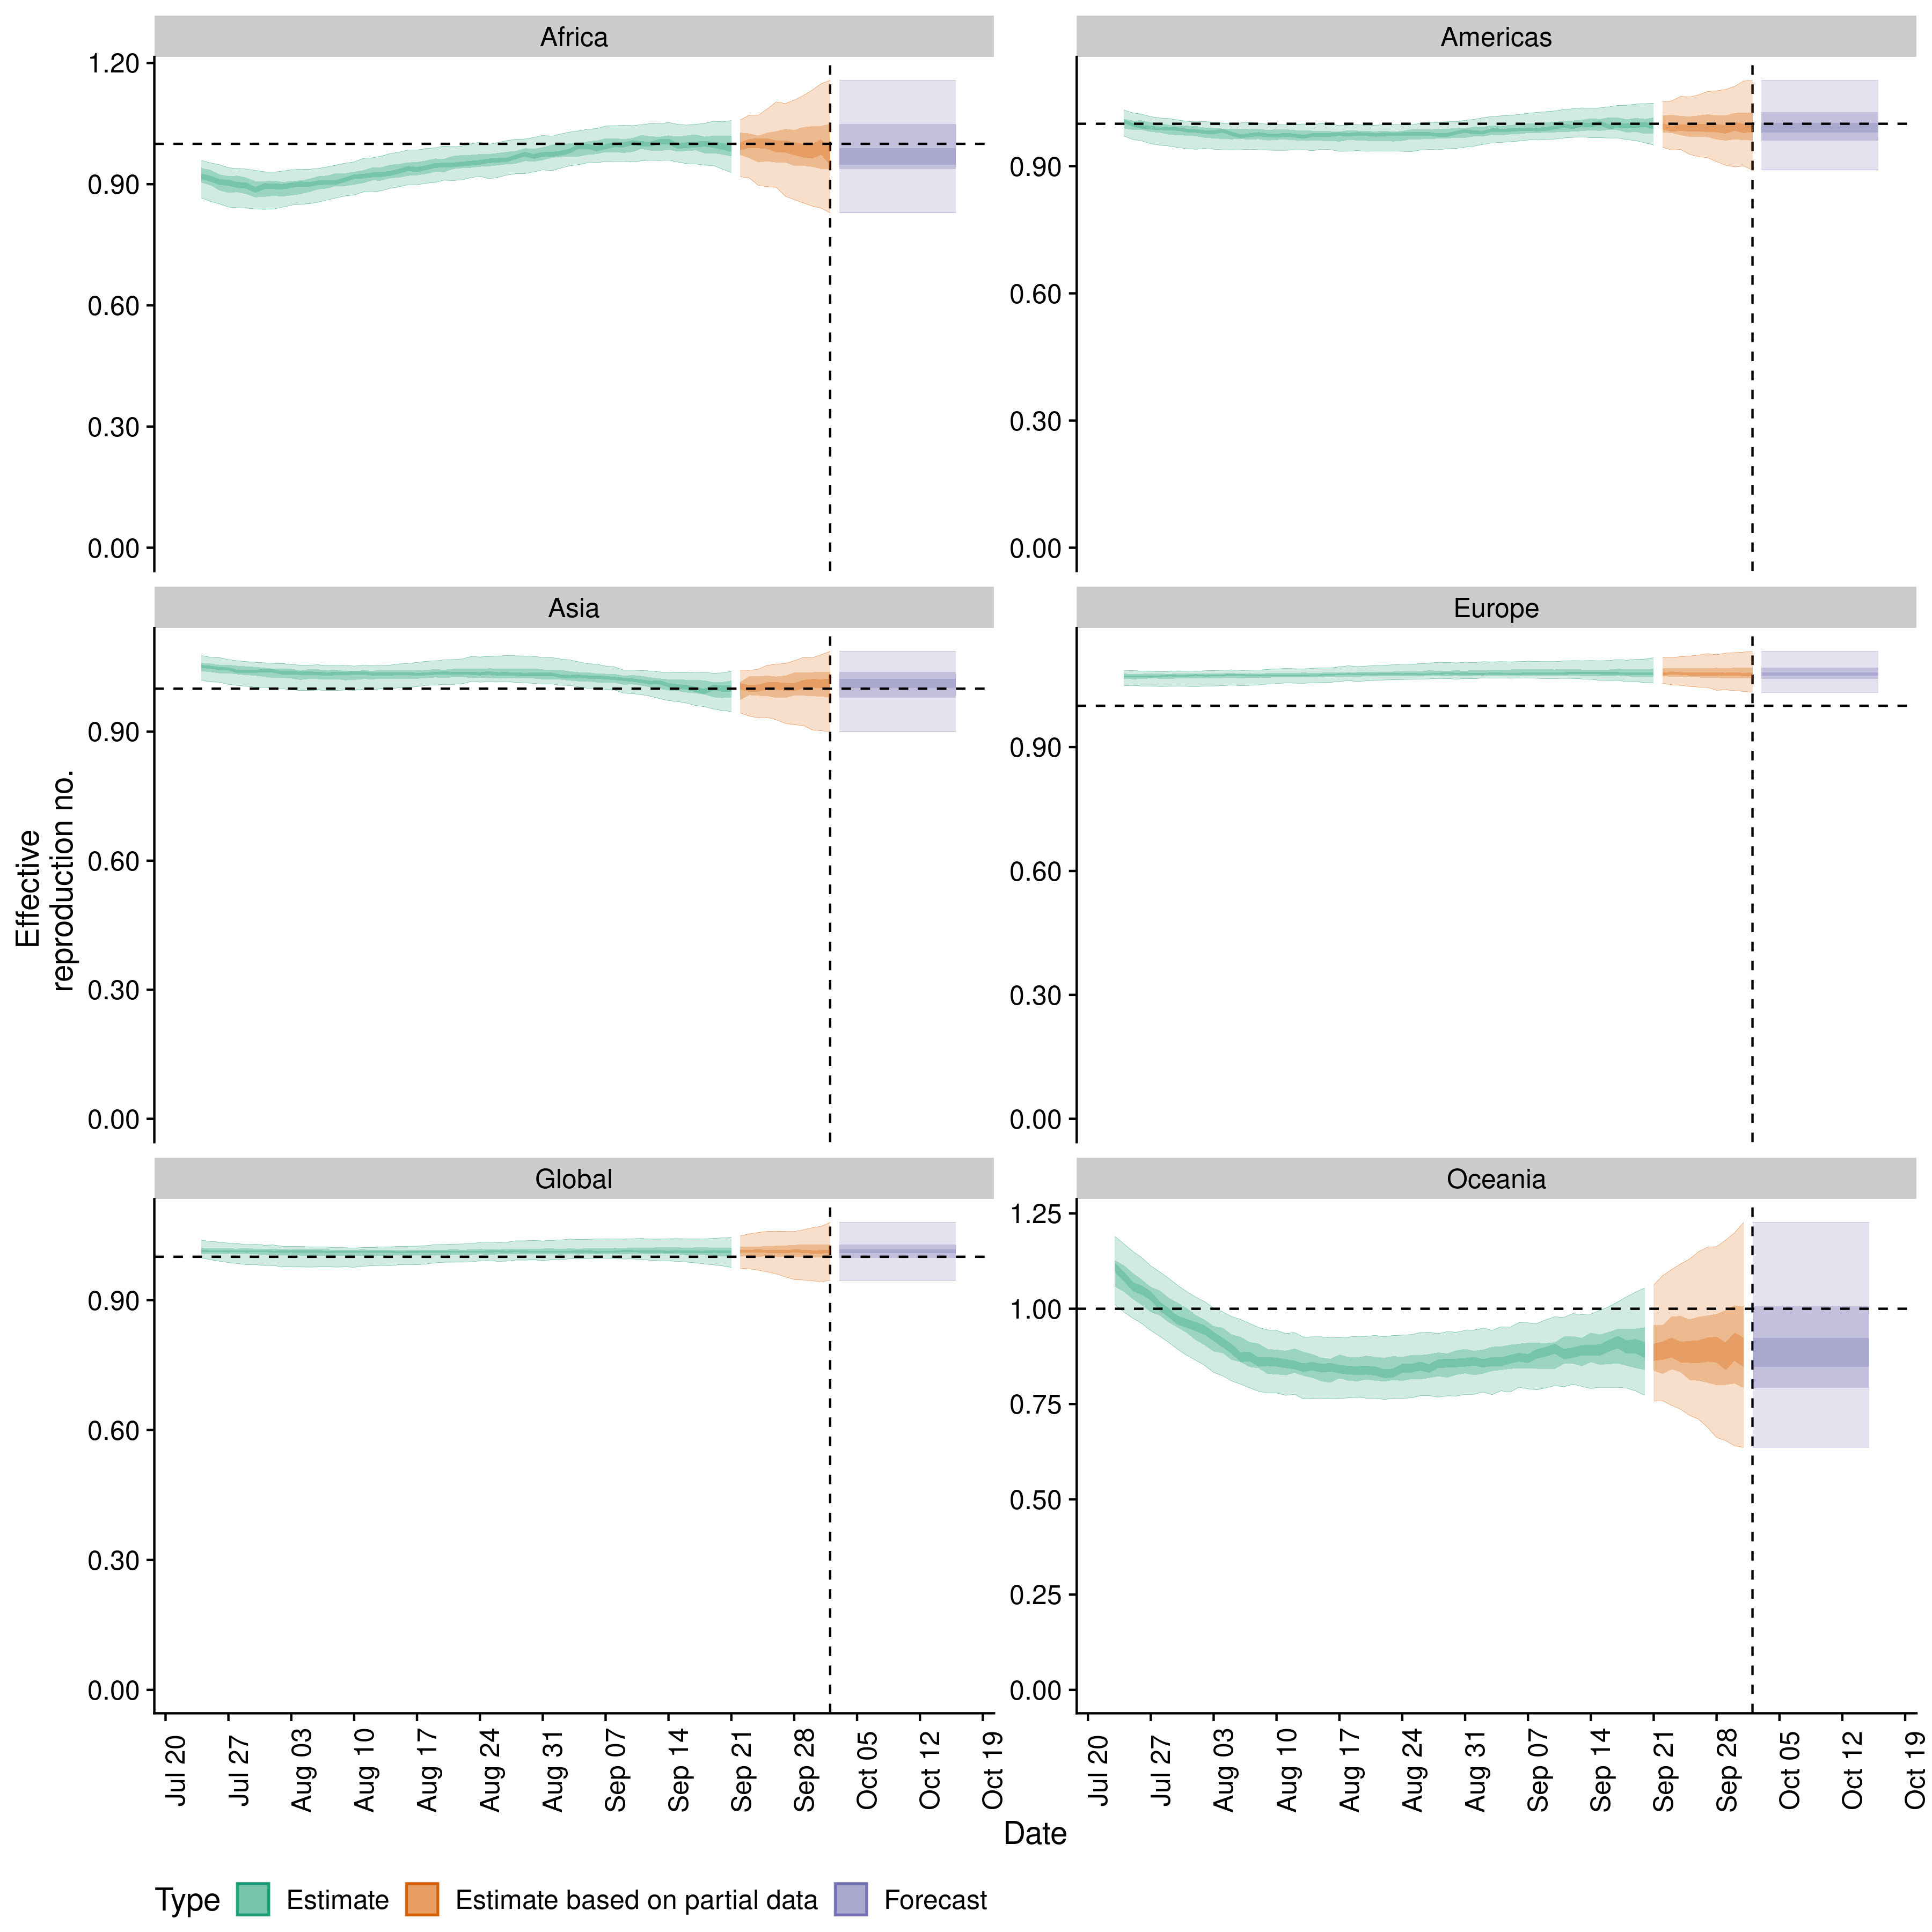 Africa
Americas
1.20
0.90
0.60
0.30
0.00
0.90
0.60
0.30
0.00
Asia
Europe
0.90
0.60
0.30
0.00
0.90
0.60
0.30
0.00
Effective
reproduction no.
Global
Oceania
0.90
0.60
0.30
0.00
1.25
1.00
0.75
0.50
0.25
0.00
Jul 20
Jul 27
Aug 03
Aug 10
Aug 17
Aug 24
Aug 31
Sep 07
Sep 14
Sep 21
Sep 28
Oct 05
Oct 12
Oct 19
Jul 20
Jul 27
Aug 03
Aug 10
Aug 17
Aug 24
Aug 31
Sep 07
Sep 14
Sep 21
Sep 28
Oct 05
Oct 12
Oct 19
Date
Type Estimate Estimate based on partial data Forecast